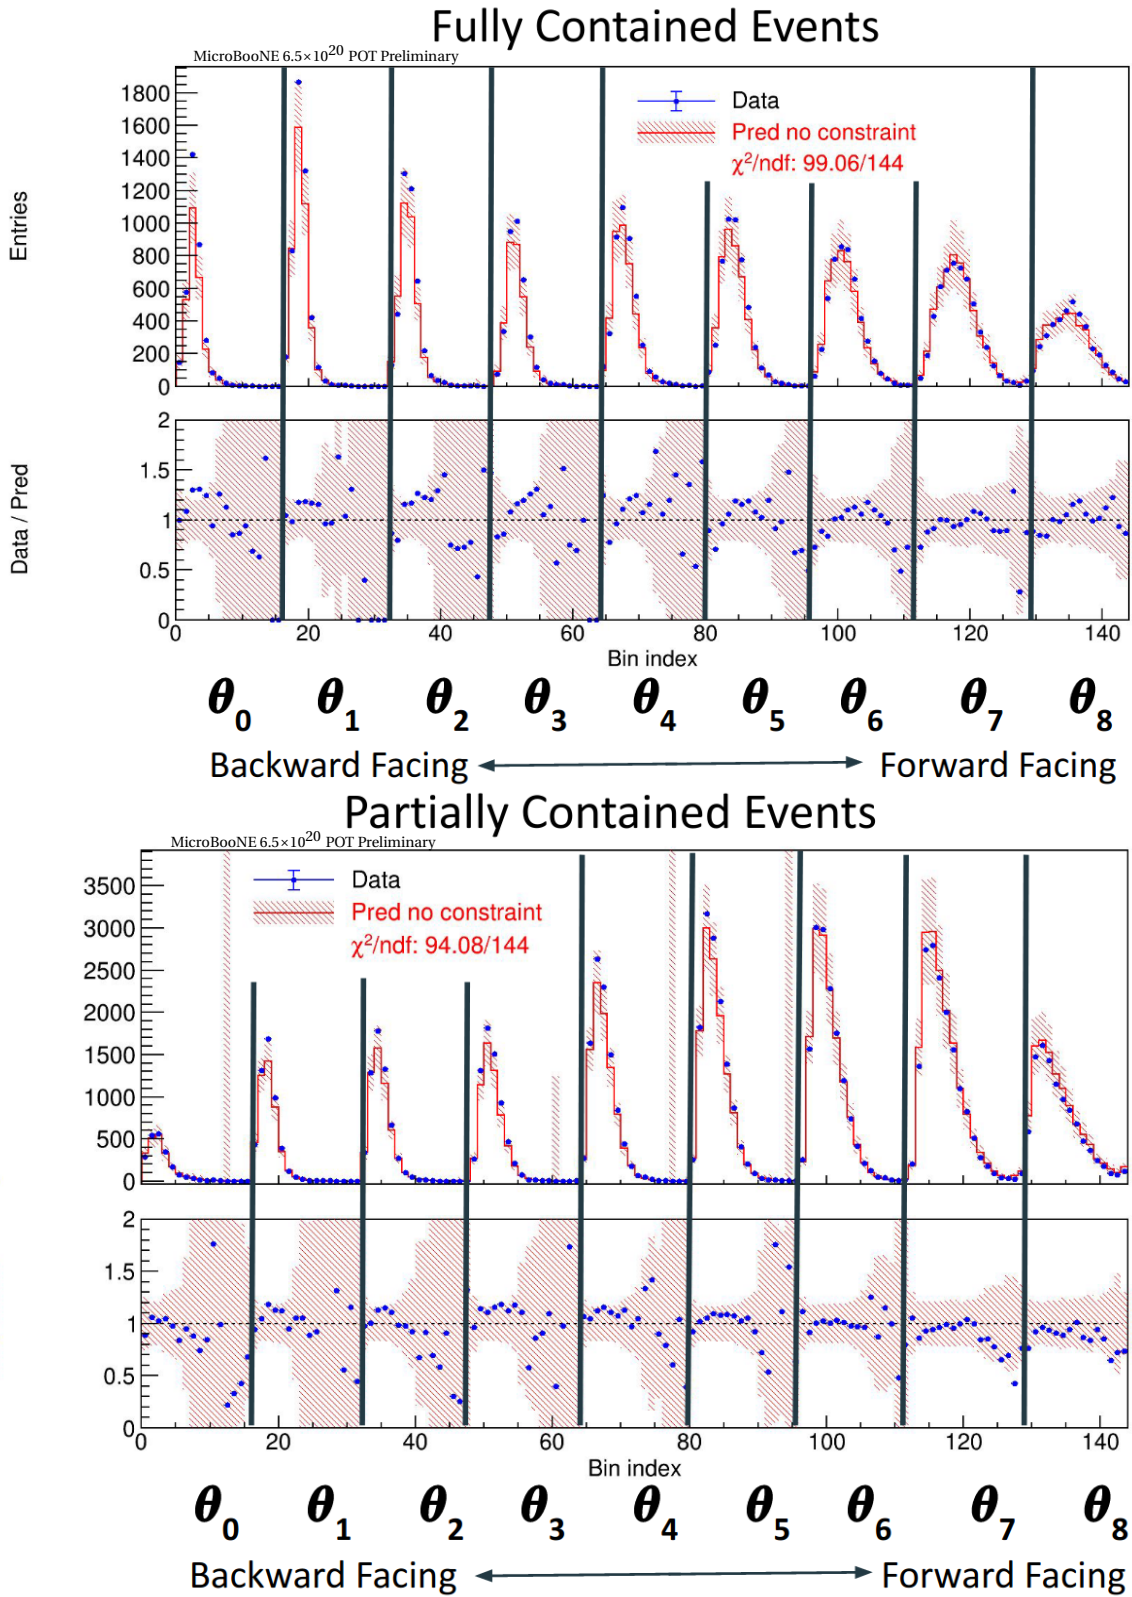 Fully Contained Events
MicroBooNE 6.5×10²⁰ POT Preliminary
Entries
1800
1600
1400
1200
1000
800
600
400
200
0
Data
Pred no constraint
χ²/ndf: 99.06/144
Data / Pred
2
1.5
1
0.5
0
0 20 40 60 80 100 120 140
Bin index
θ₀ θ₁ θ₂ θ₃ θ₄ θ₅ θ₆ θ₇ θ₈
Backward Facing Forward Facing
Partially Contained Events
MicroBooNE 6.5×10²⁰ POT Preliminary
3500
3000
2500
2000
1500
1000
500
0
Data
Pred no constraint
χ²/ndf: 94.08/144
2
1.5
1
0.5
0
0 20 40 60 80 100 120 140
Bin index
θ₀ θ₁ θ₂ θ₃ θ₄ θ₅ θ₆ θ₇ θ₈
Backward Facing Forward Facing